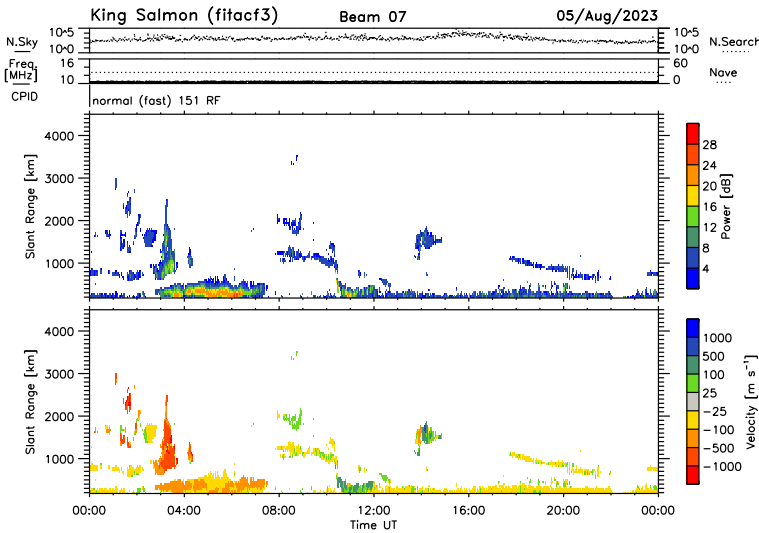 King Salmon (fitacf3) Beam 07 05/Aug/2023
N.Sky 10^5 10^0 10^5 10^0 N.Search
Freq. [MHz] 16 10 60 0 Nave
CPID normal (fast) 151 RF
Slant Range [km] 4000 3000 2000 1000
28 24 20 16 12 8 4 Power [dB]
Slant Range [km] 4000 3000 2000 1000
1000 500 100 25 −25 −100 −500 −1000 Velocity [m s⁻¹]
00:00 04:00 08:00 12:00 16:00 20:00 00:00
Time UT